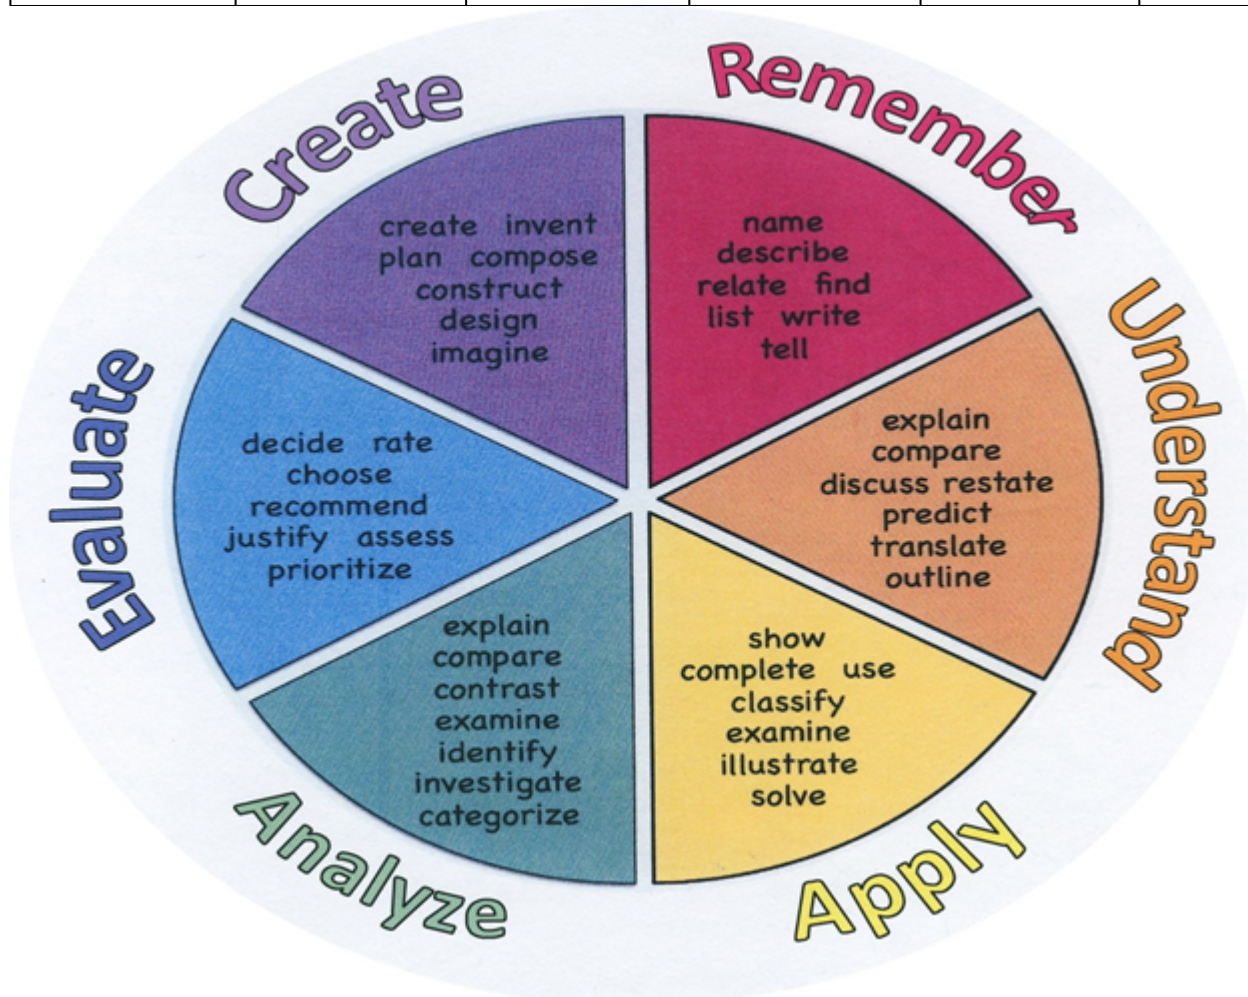 Remember
name
describe
relate find
list write
tell
Understand
explain
compare
discuss restate
predict
translate
outline
Apply
show
complete use
classify
examine
illustrate
solve
Analyze
explain
compare
contrast
examine
identify
investigate
categorize
Evaluate
decide rate
choose
recommend
justify assess
prioritize
Create
create invent
plan compose
construct
design
imagine